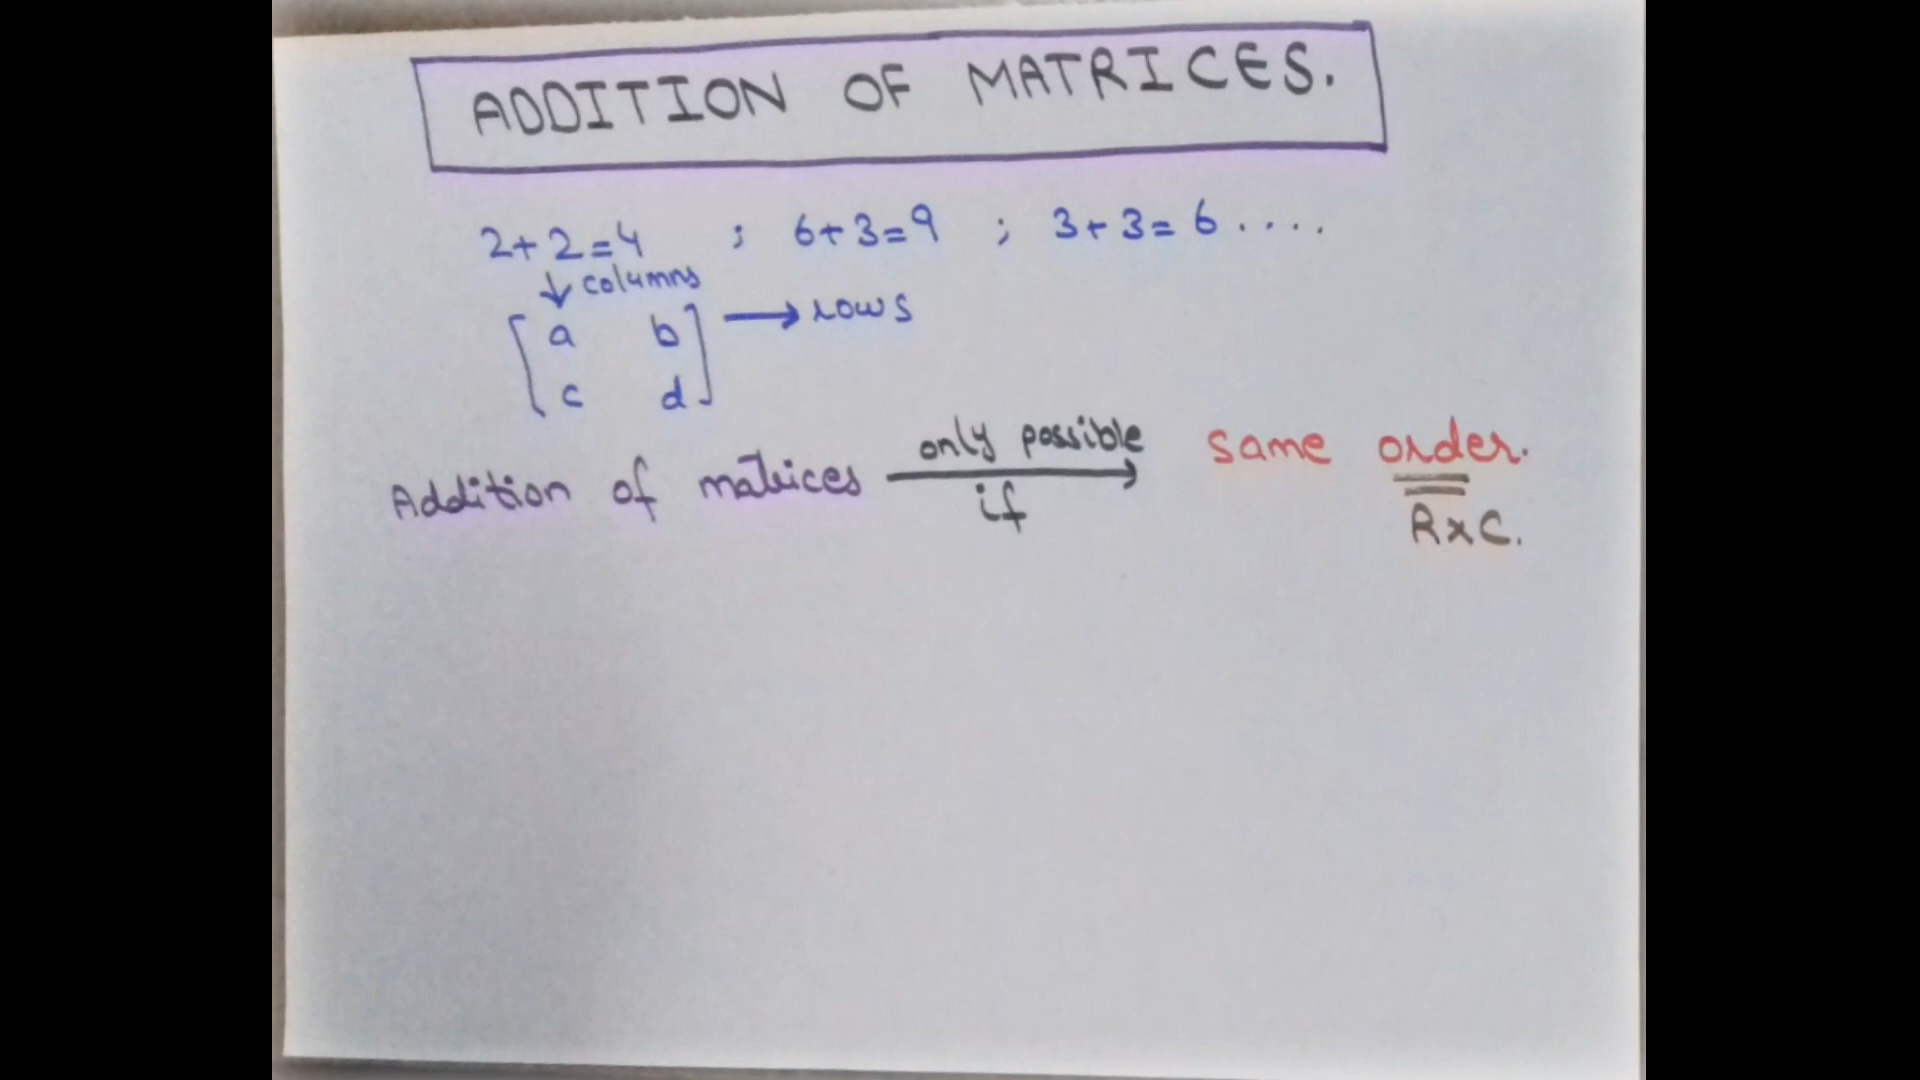 ADDITION OF MATRICES.
2+2=4 ; 6+3=9 ; 3+3=6....
↓ columns
[a b] → rows
[c d]
Addition of matrices only possible if → same order.
R×C.